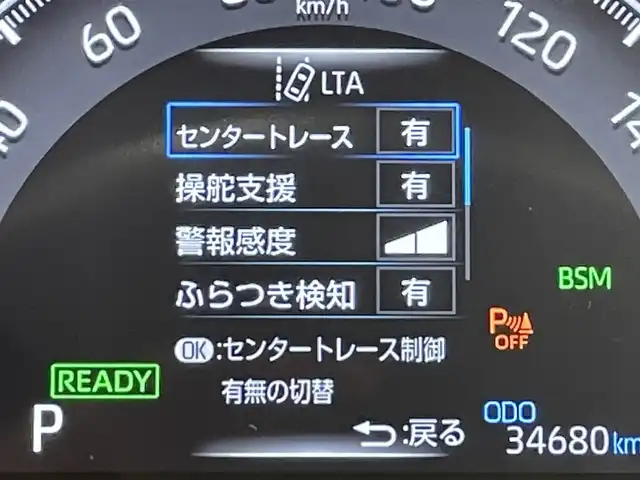 km/h
60
120
LTA
センタートレース 有
操舵支援 有
警報感度
ふらつき検知 有
OK:センタートレース制御
有無の切替
戻る
BSM
P
OFF
READY
P
ODO
34680km